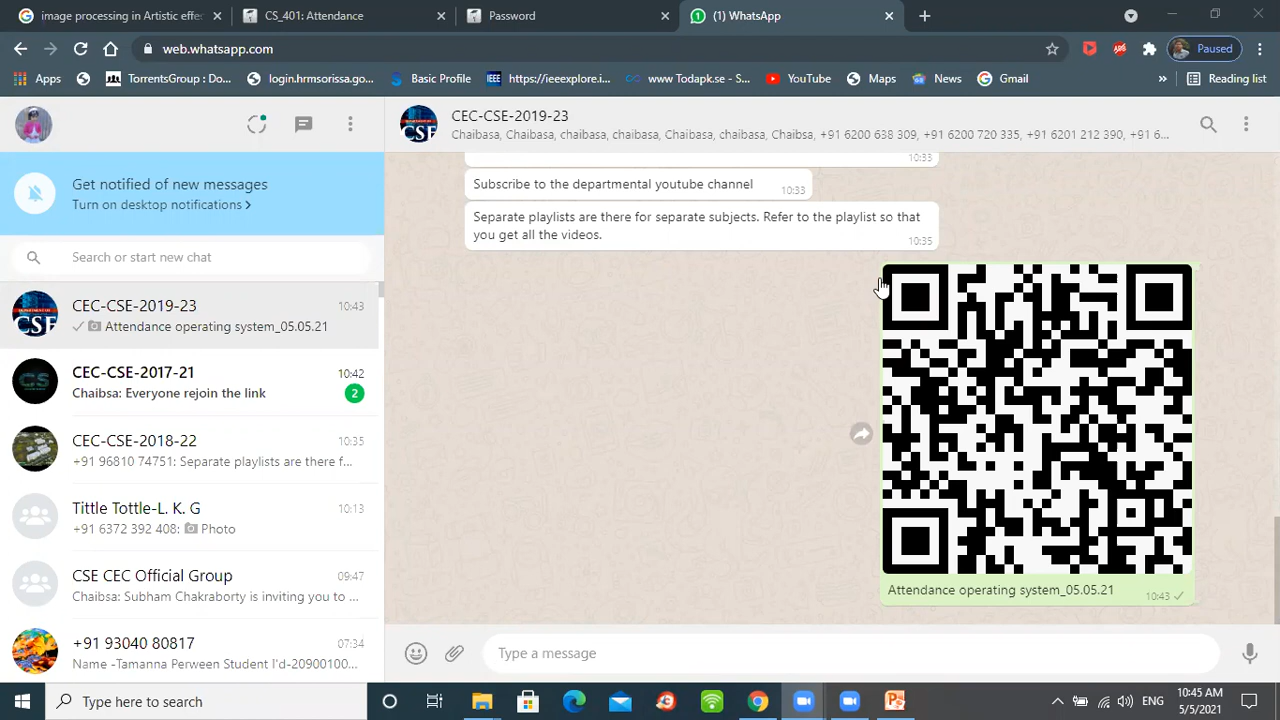 image processing in Artistic effe
CS_401: Attendance
Password
(1) WhatsApp
web.whatsapp.com
Paused
Apps
TorrentsGroup : Do...
login.hrmsorissa.go...
Basic Profile
IEEE
https://ieeexplore.i...
www Todapk.se - S...
YouTube
Maps
News
Gmail
»
Reading list
CEC-CSE-2019-23
Chaibasa, Chaibasa, chaibasa, chaibasa, Chaibasa, chaibasa, Chaibsa, +91 6200 638 309, +91 6200 720 335, +91 6201 212 390, +91 6...
Get notified of new messages
Turn on desktop notifications >
Search or start new chat
CSE
CEC-CSE-2019-23
10:43
Attendance operating system_05.05.21
CS
CEC-CSE-2017-21
10:42
Chaibsa: Everyone rejoin the link
2
CEC-CSE-2018-22
10:35
+91 96810 74751: Separate playlists are there f...
Tittle Tottle-L. K. G
10:13
+91 6372 392 408: Photo
CSE CEC Official Group
09:47
Chaibsa: Subham Chakraborty is inviting you to ...
+91 93040 80817
07:34
Name -Tamanna Perween Student I'd-20900100...
10:33
Subscribe to the departmental youtube channel
10:33
Separate playlists are there for separate subjects. Refer to the playlist so that
you get all the videos.
10:35
Attendance operating system_05.05.21
10:43
Type a message
Type here to search
ENG
10:45 AM
5/5/2021